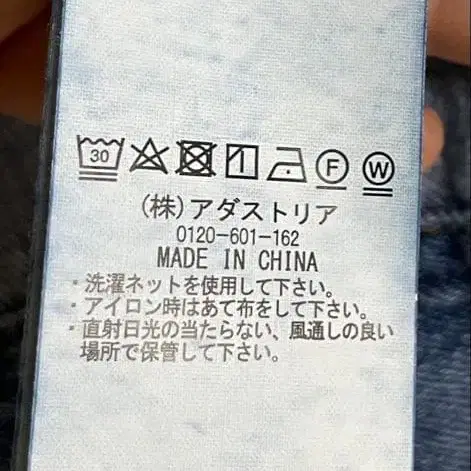 30 F W
(株)アダストリア
0120-601-162
MADE IN CHINA
・洗濯ネットを使用して下さい。
・アイロン時はあて布をして下さい。
・直射日光の当たらない、風通しの良い
場所で保管して下さい。